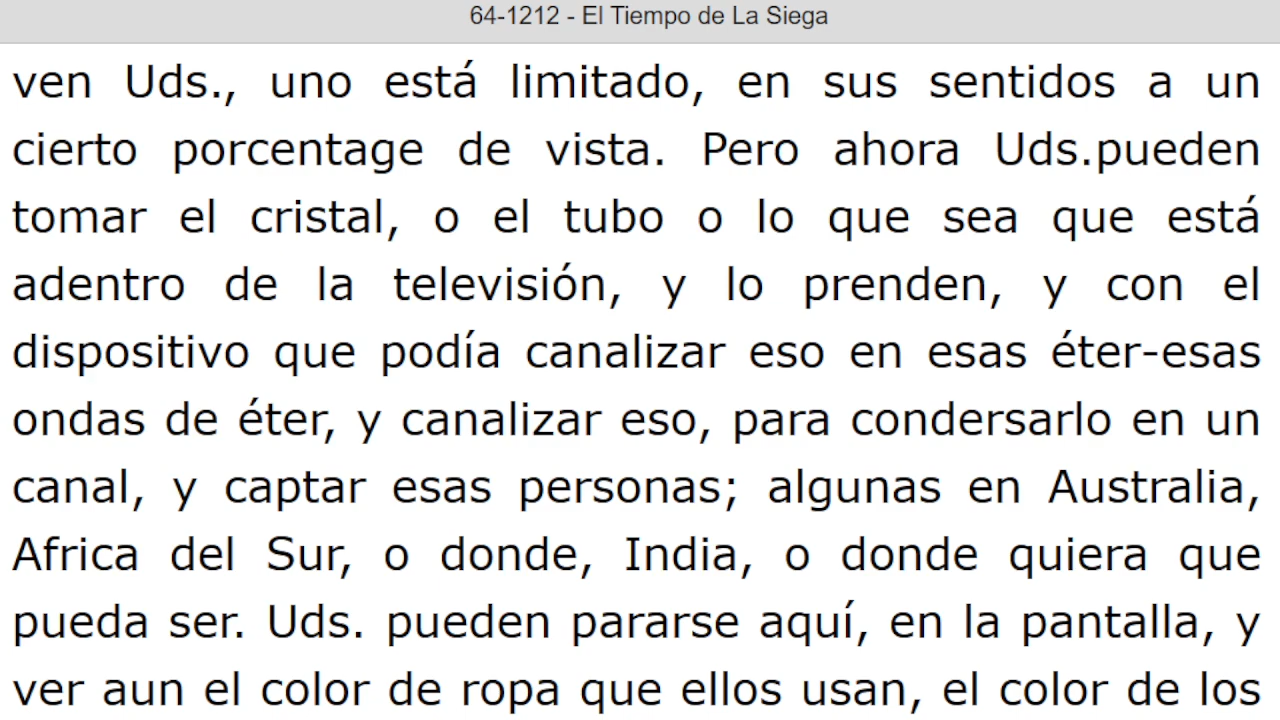 64-1212 - El Tiempo de La Siega
ven Uds., uno está limitado, en sus sentidos a un
cierto porcentage de vista. Pero ahora Uds.pueden
tomar el cristal, o el tubo o lo que sea que está
adentro de la televisión, y lo prenden, y con el
dispositivo que podía canalizar eso en esas éter-esas
ondas de éter, y canalizar eso, para condersarlo en un
canal, y captar esas personas; algunas en Australia,
Africa del Sur, o donde, India, o donde quiera que
pueda ser. Uds. pueden pararse aquí, en la pantalla, y
ver aun el color de ropa que ellos usan, el color de los